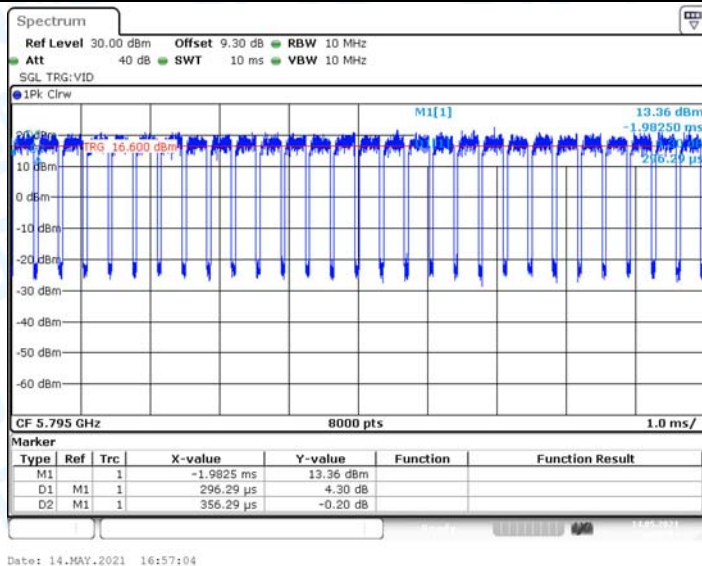 Spectrum
Ref Level 30.00 dBm Offset 9.30 dB RBW 10 MHz
Att 40 dB SWT 10 ms VBW 10 MHz
SGL TRG:VID
1Pk Clrw
M1[1] 13.36 dBm
-1.98250 ms
296.29 µs
TRG 16.600 dBm
10 dBm
0 dBm
-10 dBm
-20 dBm
-30 dBm
-40 dBm
-50 dBm
-60 dBm
CF 5.795 GHz 8000 pts 1.0 ms/
Marker
Type Ref Trc X-value Y-value Function Function Result
M1 1 -1.9825 ms 13.36 dBm
D1 M1 1 296.29 µs 4.30 dB
D2 M1 1 356.29 µs -0.20 dB
Date: 14.MAY.2021 16:57:04